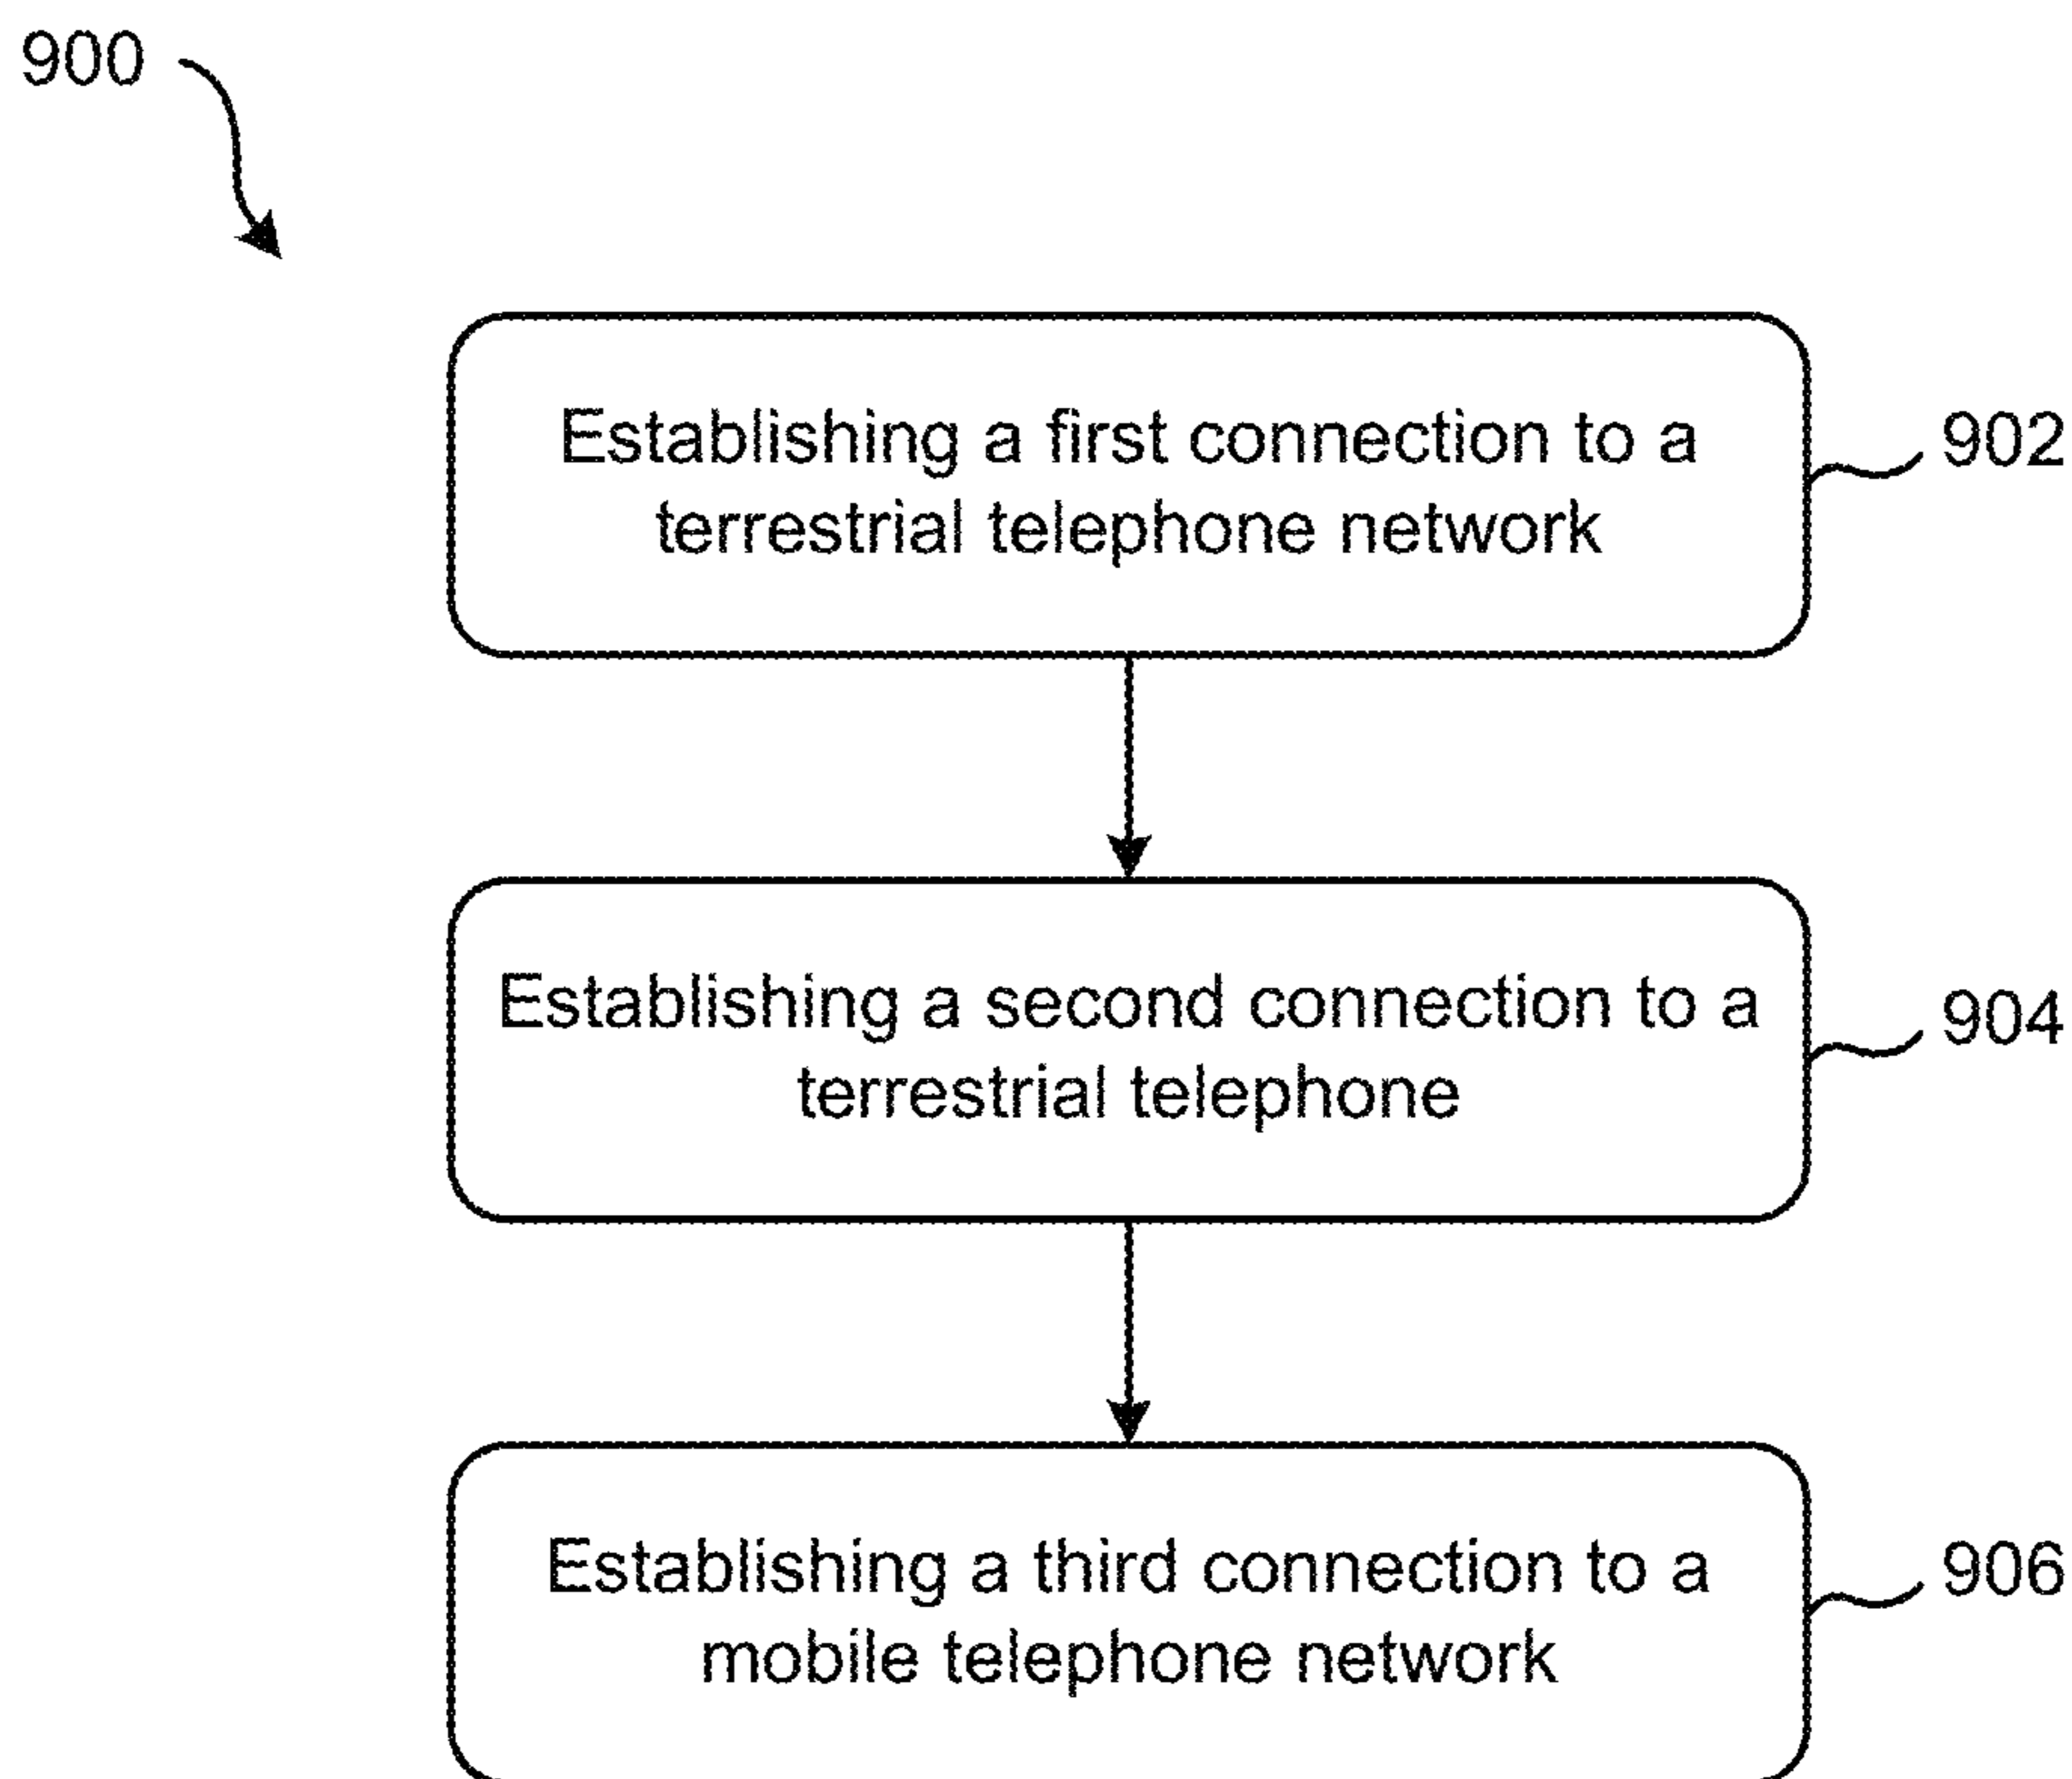 900
Establishing a first connection to a
terrestrial telephone network
902
Establishing a second connection to a
terrestrial telephone
904
Establishing a third connection to a
mobile telephone network
906